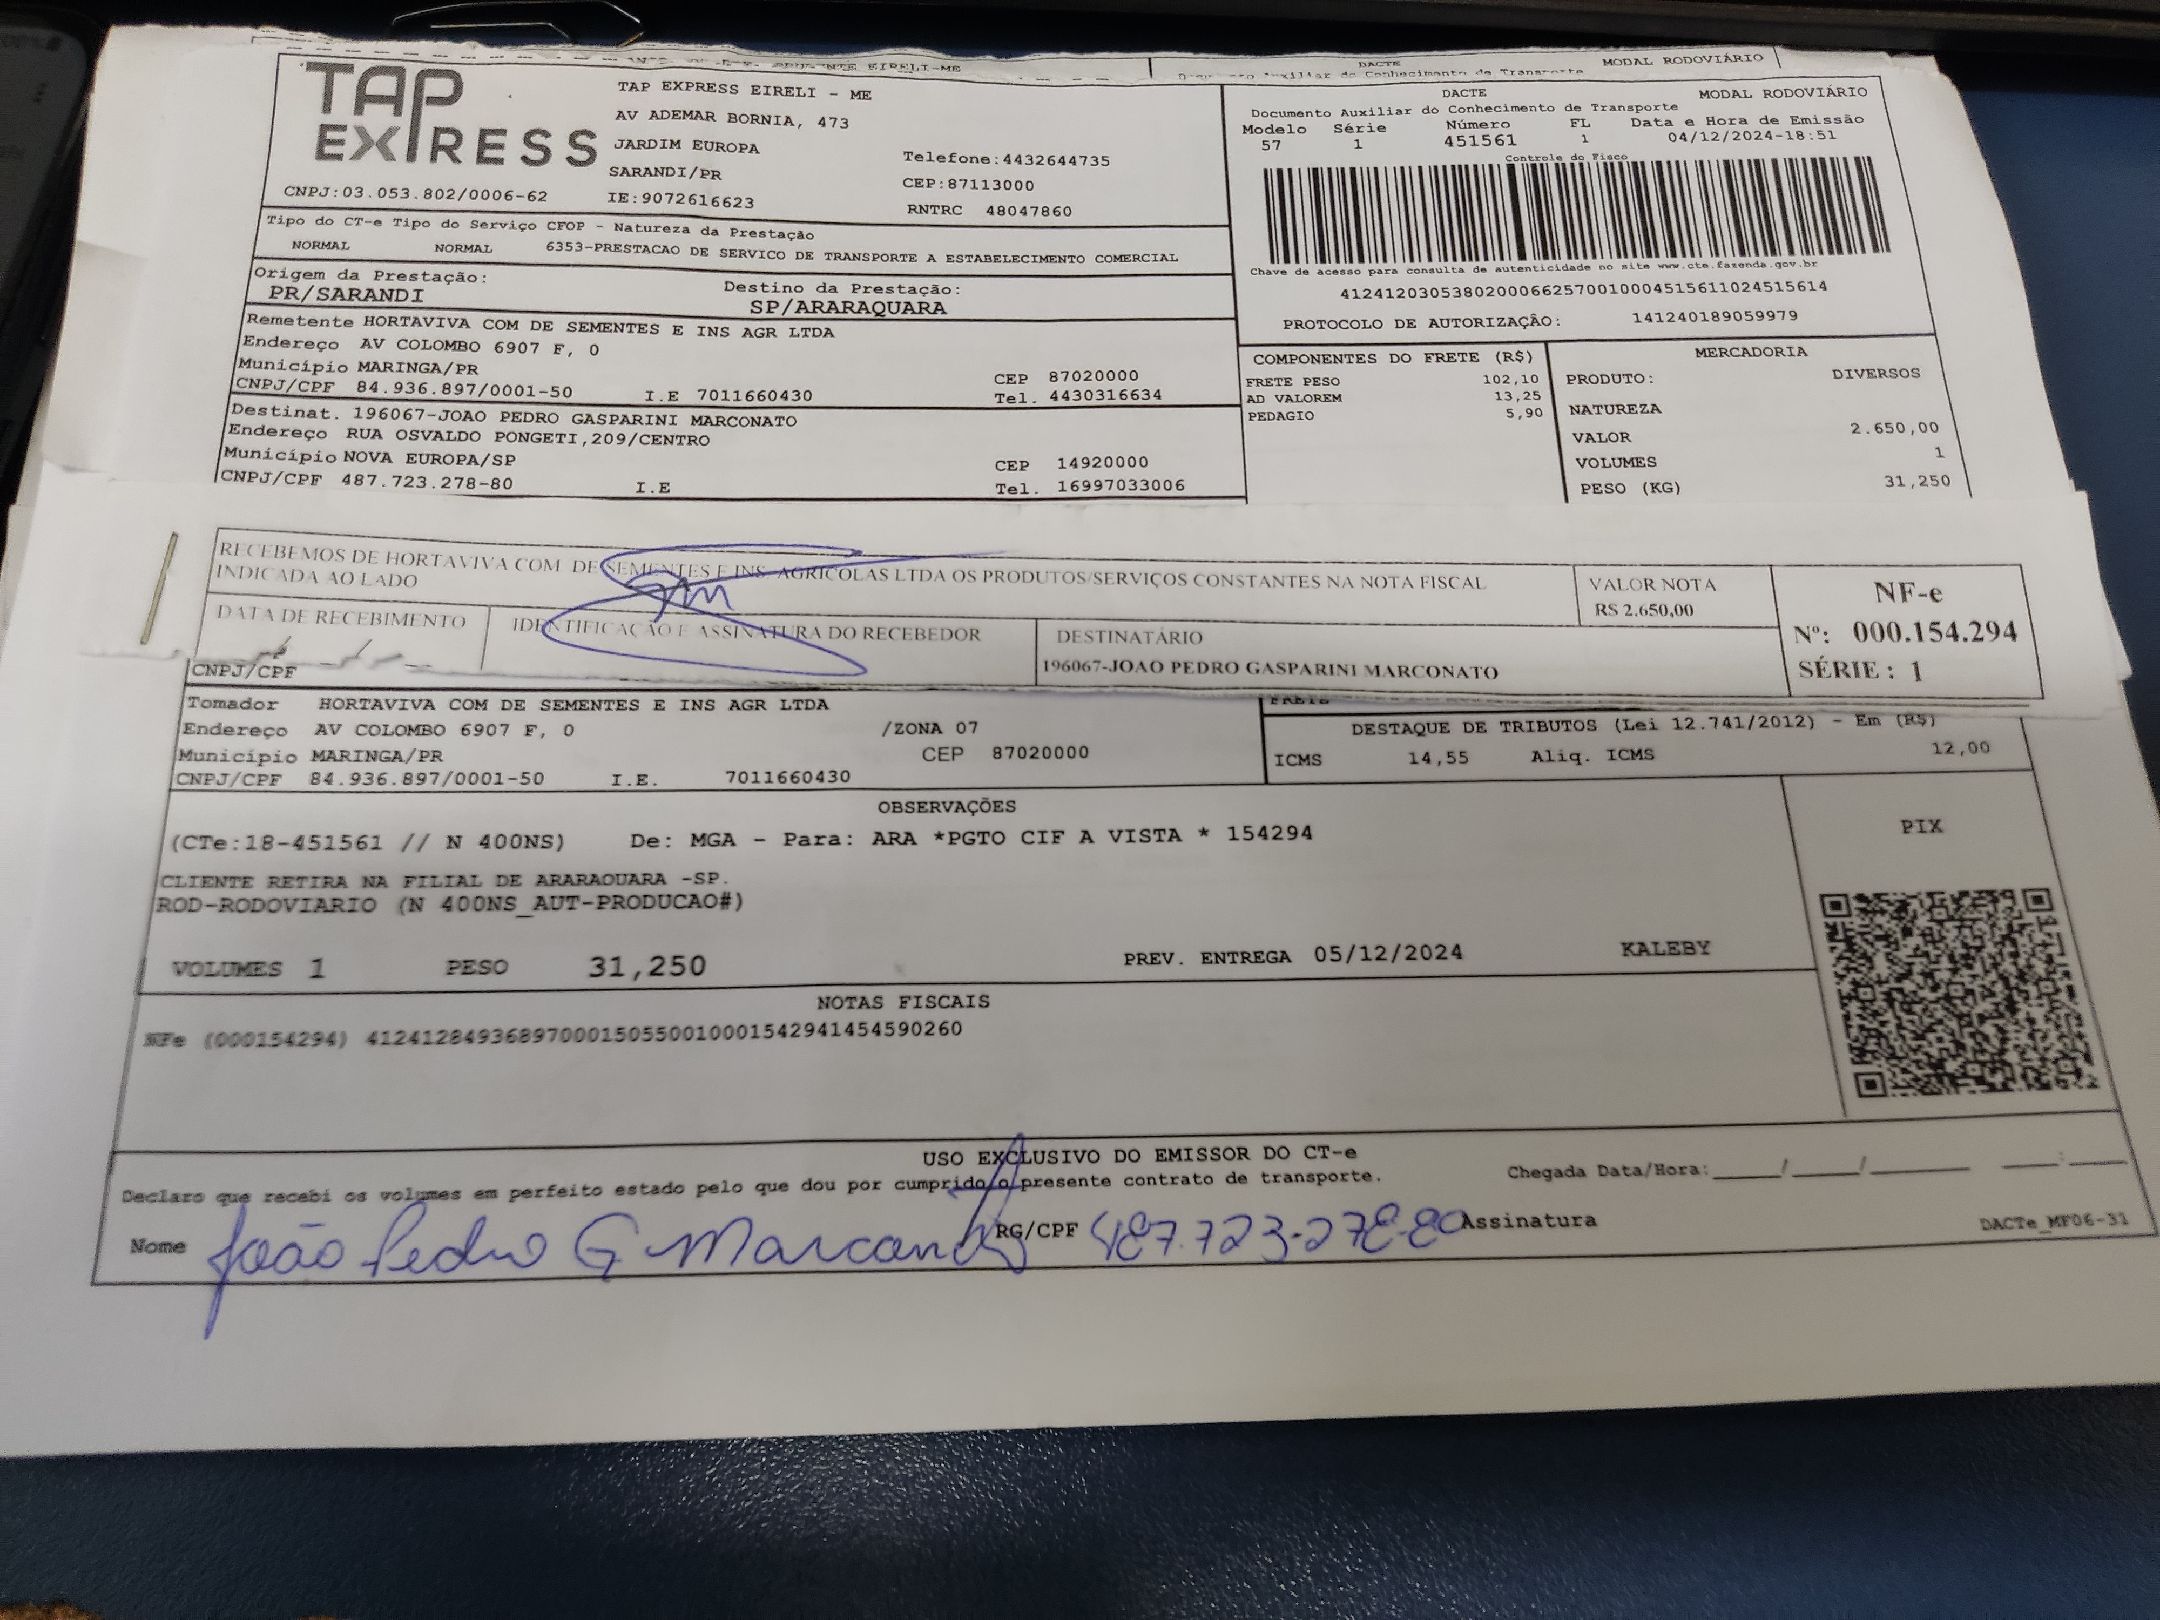 DACTE
MODAL RODOVIÁRIO
TAP EXPRESS
TAP EXPRESS EIRELI - ME
AV ADEMAR BORNIA, 473
JARDIM EUROPA
SARANDI/PR
Telefone:4432644735
CEP:87113000
CNPJ:03.053.802/0006-62
IE:9072616623
RNTRC 48047860
DACTE
MODAL RODOVIÁRIO
Documento Auxiliar do Conhecimento de Transporte
Modelo Série Número FL Data e Hora de Emissão
57 1 451561 1 04/12/2024-18:51
Controle do Fisco
Chave de acesso para consulta de autenticidade no site www.cte.fazenda.gov.br
41241203053802000662570010004515611024515614
PROTOCOLO DE AUTORIZAÇÃO: 141240189059979
Tipo do CT-e Tipo do Serviço CFOP - Natureza da Prestação
NORMAL NORMAL 6353-PRESTACAO DE SERVICO DE TRANSPORTE A ESTABELECIMENTO COMERCIAL
Origem da Prestação: Destino da Prestação:
PR/SARANDI SP/ARARAQUARA
Remetente HORTAVIVA COM DE SEMENTES E INS AGR LTDA
Endereço AV COLOMBO 6907 F, 0
Município MARINGA/PR CEP 87020000
CNPJ/CPF 84.936.897/0001-50 I.E 7011660430 Tel. 4430316634
Destinat. 196067-JOAO PEDRO GASPARINI MARCONATO
Endereço RUA OSVALDO PONGETI,209/CENTRO
Município NOVA EUROPA/SP CEP 14920000
CNPJ/CPF 487.723.278-80 I.E Tel. 16997033006
COMPONENTES DO FRETE (R$)
FRETE PESO 102,10
AD VALOREM 13,25
PEDAGIO 5,90
MERCADORIA
PRODUTO: DIVERSOS
NATUREZA
VALOR 2.650,00
VOLUMES 1
PESO (KG) 31,250
RECEBEMOS DE HORTAVIVA COM DE SEMENTES E INS. AGRICOLAS LTDA OS PRODUTOS/SERVIÇOS CONSTANTES NA NOTA FISCAL
INDICADA AO LADO
VALOR NOTA
R$ 2.650,00
NF-e
Nº: 000.154.294
SÉRIE: 1
DATA DE RECEBIMENTO
IDENTIFICAÇÃO E ASSINATURA DO RECEBEDOR
DESTINATÁRIO
196067-JOAO PEDRO GASPARINI MARCONATO
CNPJ/CPF
Tomador HORTAVIVA COM DE SEMENTES E INS AGR LTDA
Endereço AV COLOMBO 6907 F, 0 /ZONA 07
Município MARINGA/PR CEP 87020000
CNPJ/CPF 84.936.897/0001-50 I.E. 7011660430
FRETE
DESTAQUE DE TRIBUTOS (Lei 12.741/2012) - Em (R$)
ICMS 14,55 Aliq. ICMS 12,00
OBSERVAÇÕES
(CTe:18-451561 // N 400NS) De: MGA - Para: ARA *PGTO CIF A VISTA * 154294
CLIENTE RETIRA NA FILIAL DE ARARAQUARA -SP.
ROD-RODOVIARIO (N 400NS_AUT-PRODUCAO#)
VOLUMES 1 PESO 31,250 PREV. ENTREGA 05/12/2024 KALEBY
PIX
NOTAS FISCAIS
NFe (000154294) 41241284936897000150550010001542941454590260
USO EXCLUSIVO DO EMISSOR DO CT-e
Declaro que recebi os volumes em perfeito estado pelo que dou por cumprido o presente contrato de transporte.
Chegada Data/Hora:____/____/______ ___:___
Nome João Pedro G Marconato RG/CPF 487.723-278-80 Assinatura
DACTe_MF06-31